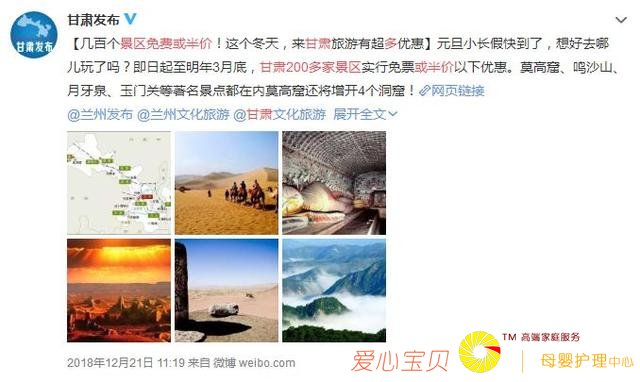 甘肃发布
甘肃发布
【几百个景区免费或半价！这个冬天，来甘肃旅游有超多优惠】元旦小长假快到了，想好去哪
儿玩了吗？即日起至明年3月底，甘肃200多家景区实行免票或半价以下优惠。莫高窟、鸣沙山、
月牙泉、玉门关等著名景点都在内莫高窟还将增开4个洞窟！网页链接
@兰州发布 @兰州文化旅游 @甘肃文化旅游 展开全文
2018年12月21日 11:19 来自 微博 weibo.com
爱心宝贝
TM 高端家庭服务
母婴护理中心